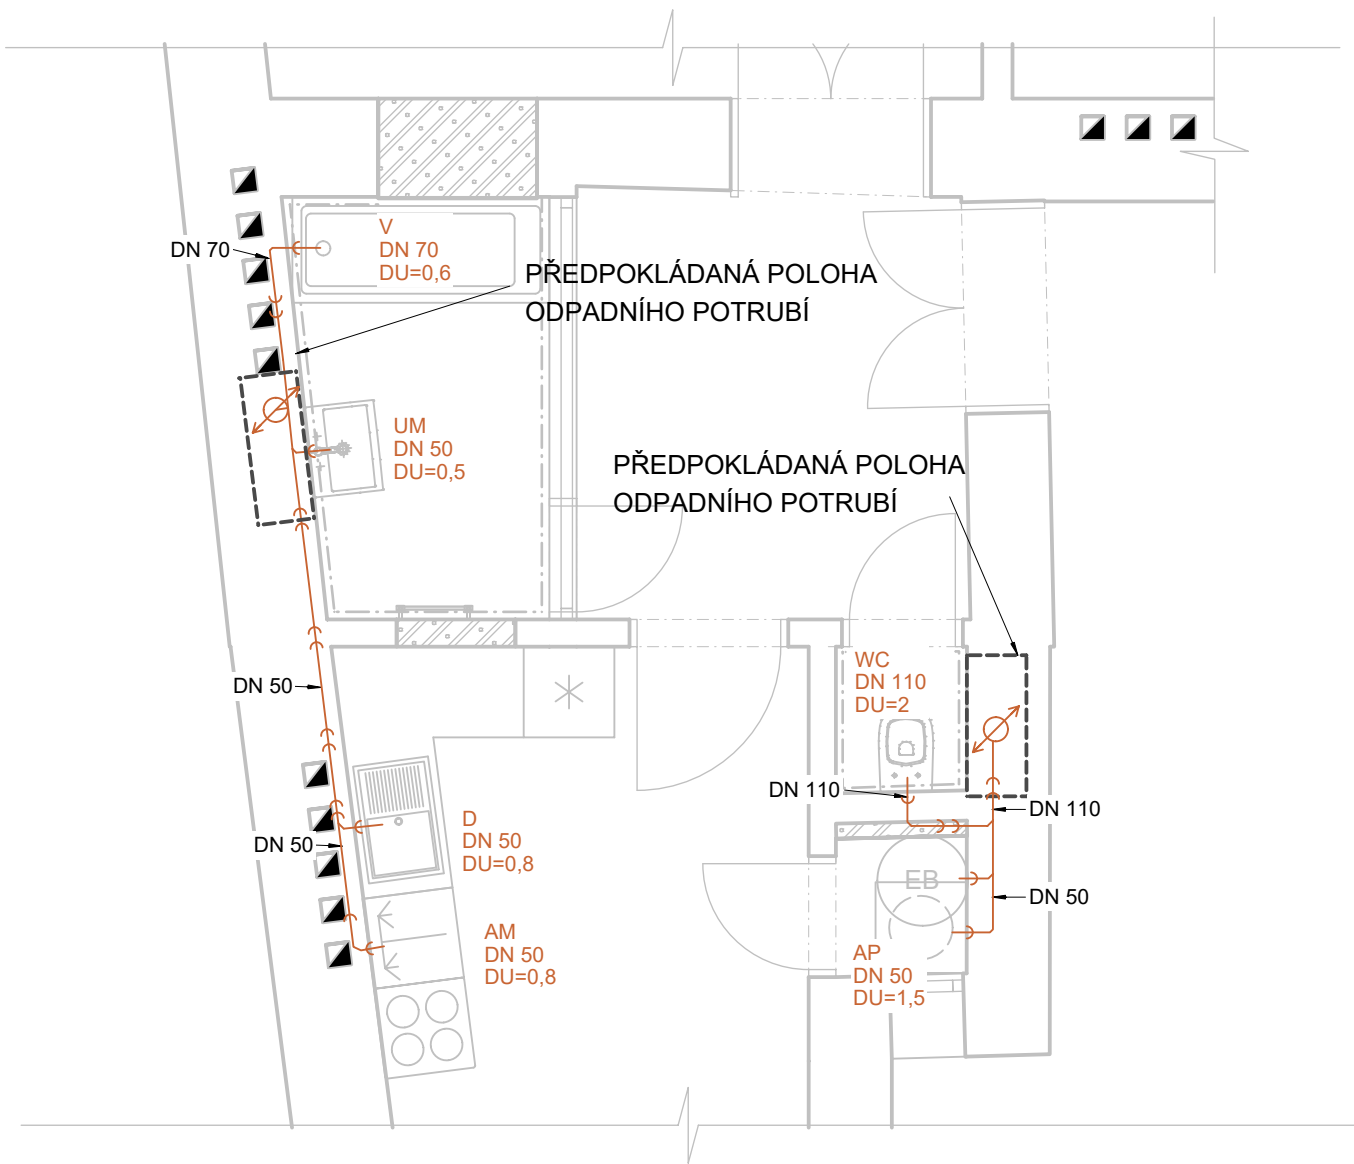 V
DN 70
DU=0,6
DN 70
PŘEDPOKLÁDANÁ POLOHA
ODPADNÍHO POTRUBÍ
UM
DN 50
DU=0,5
PŘEDPOKLÁDANÁ POLOHA
ODPADNÍHO POTRUBÍ
WC
DN 110
DU=2
DN 50
DN 110
DN 110
D
DN 50
DU=0,8
DN 50
EB
DN 50
AM
DN 50
DU=0,8
AP
DN 50
DU=1,5